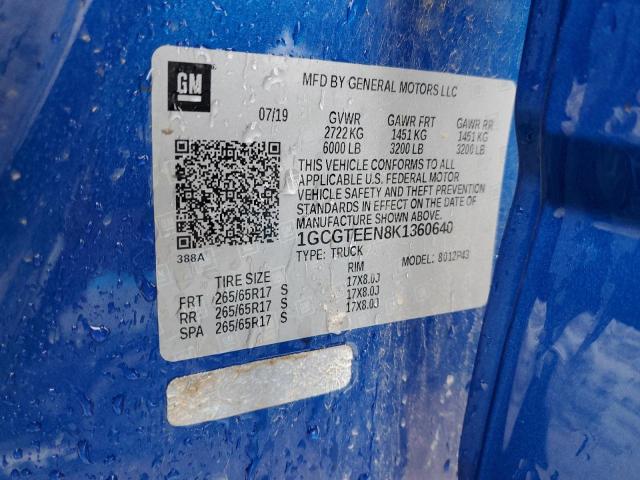 GM
MFD BY GENERAL MOTORS LLC
07/19 GVWR GAWR FRT GAWR RR
2722 KG 1451 KG 1451 KG
6000 LB 3200 LB 3200 LB
THIS VEHICLE CONFORMS TO ALL
APPLICABLE U.S. FEDERAL MOTOR
VEHICLE SAFETY AND THEFT PREVENTION
STANDARDS IN EFFECT ON THE DATE OF
MANUFACTURE SHOWN ABOVE.
1GCGTEEN8K1360640
388A TYPE: TRUCK MODEL: 8012P43
TIRE SIZE RIM
FRT 265/65R17 S 17X8.0J
RR 265/65R17 S 17X8.0J
SPA 265/65R17 S 17X8.0J